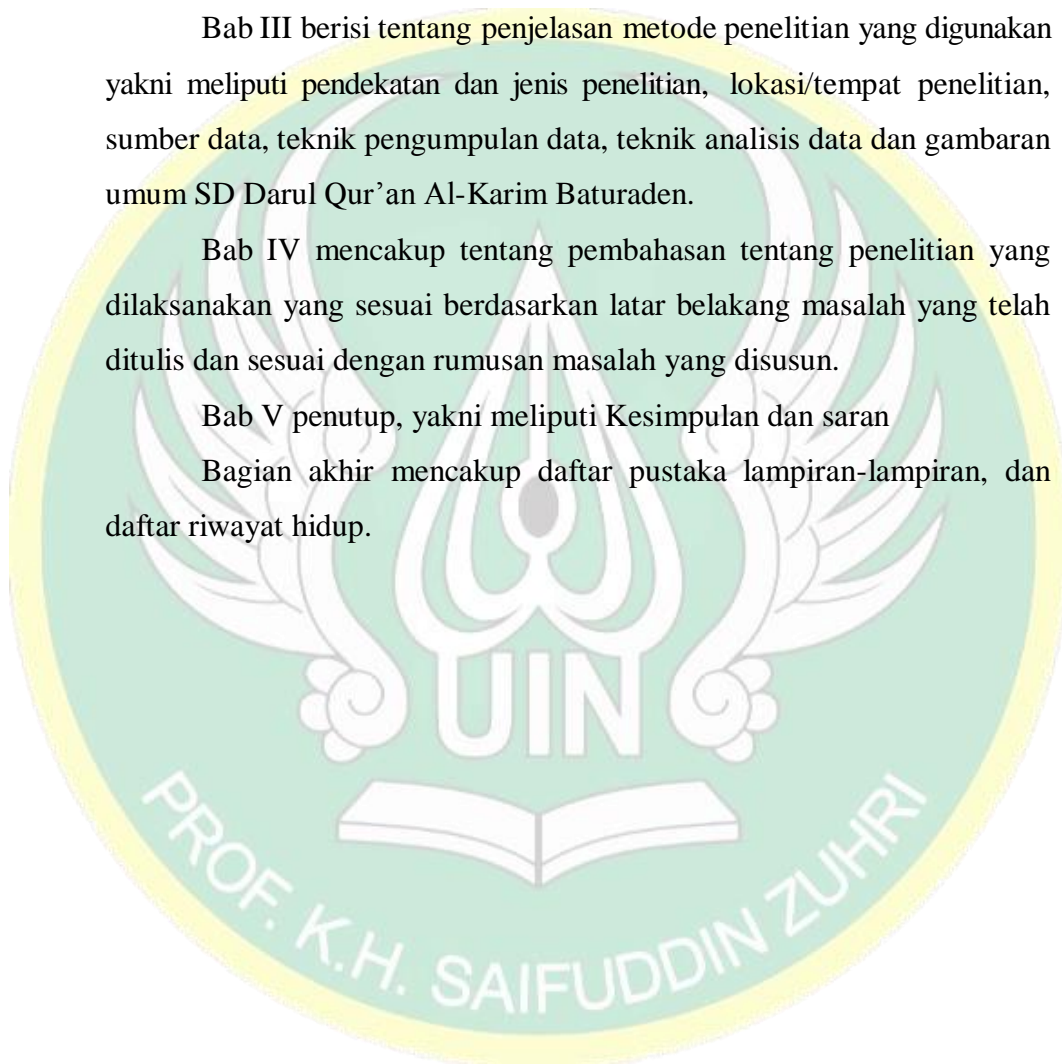 Bab III berisi tentang penjelasan metode penelitian yang digunakan
yakni meliputi pendekatan dan jenis penelitian, lokasi/tempat penelitian,
sumber data, teknik pengumpulan data, teknik analisis data dan gambaran
umum SD Darul Qur’an Al-Karim Baturaden.
Bab IV mencakup tentang pembahasan tentang penelitian yang
dilaksanakan yang sesuai berdasarkan latar belakang masalah yang telah
ditulis dan sesuai dengan rumusan masalah yang disusun.
Bab V penutup, yakni meliputi Kesimpulan dan saran
Bagian akhir mencakup daftar pustaka lampiran-lampiran, dan
daftar riwayat hidup.
UIN
PROF. K.H. SAIFUDDIN ZUHRI